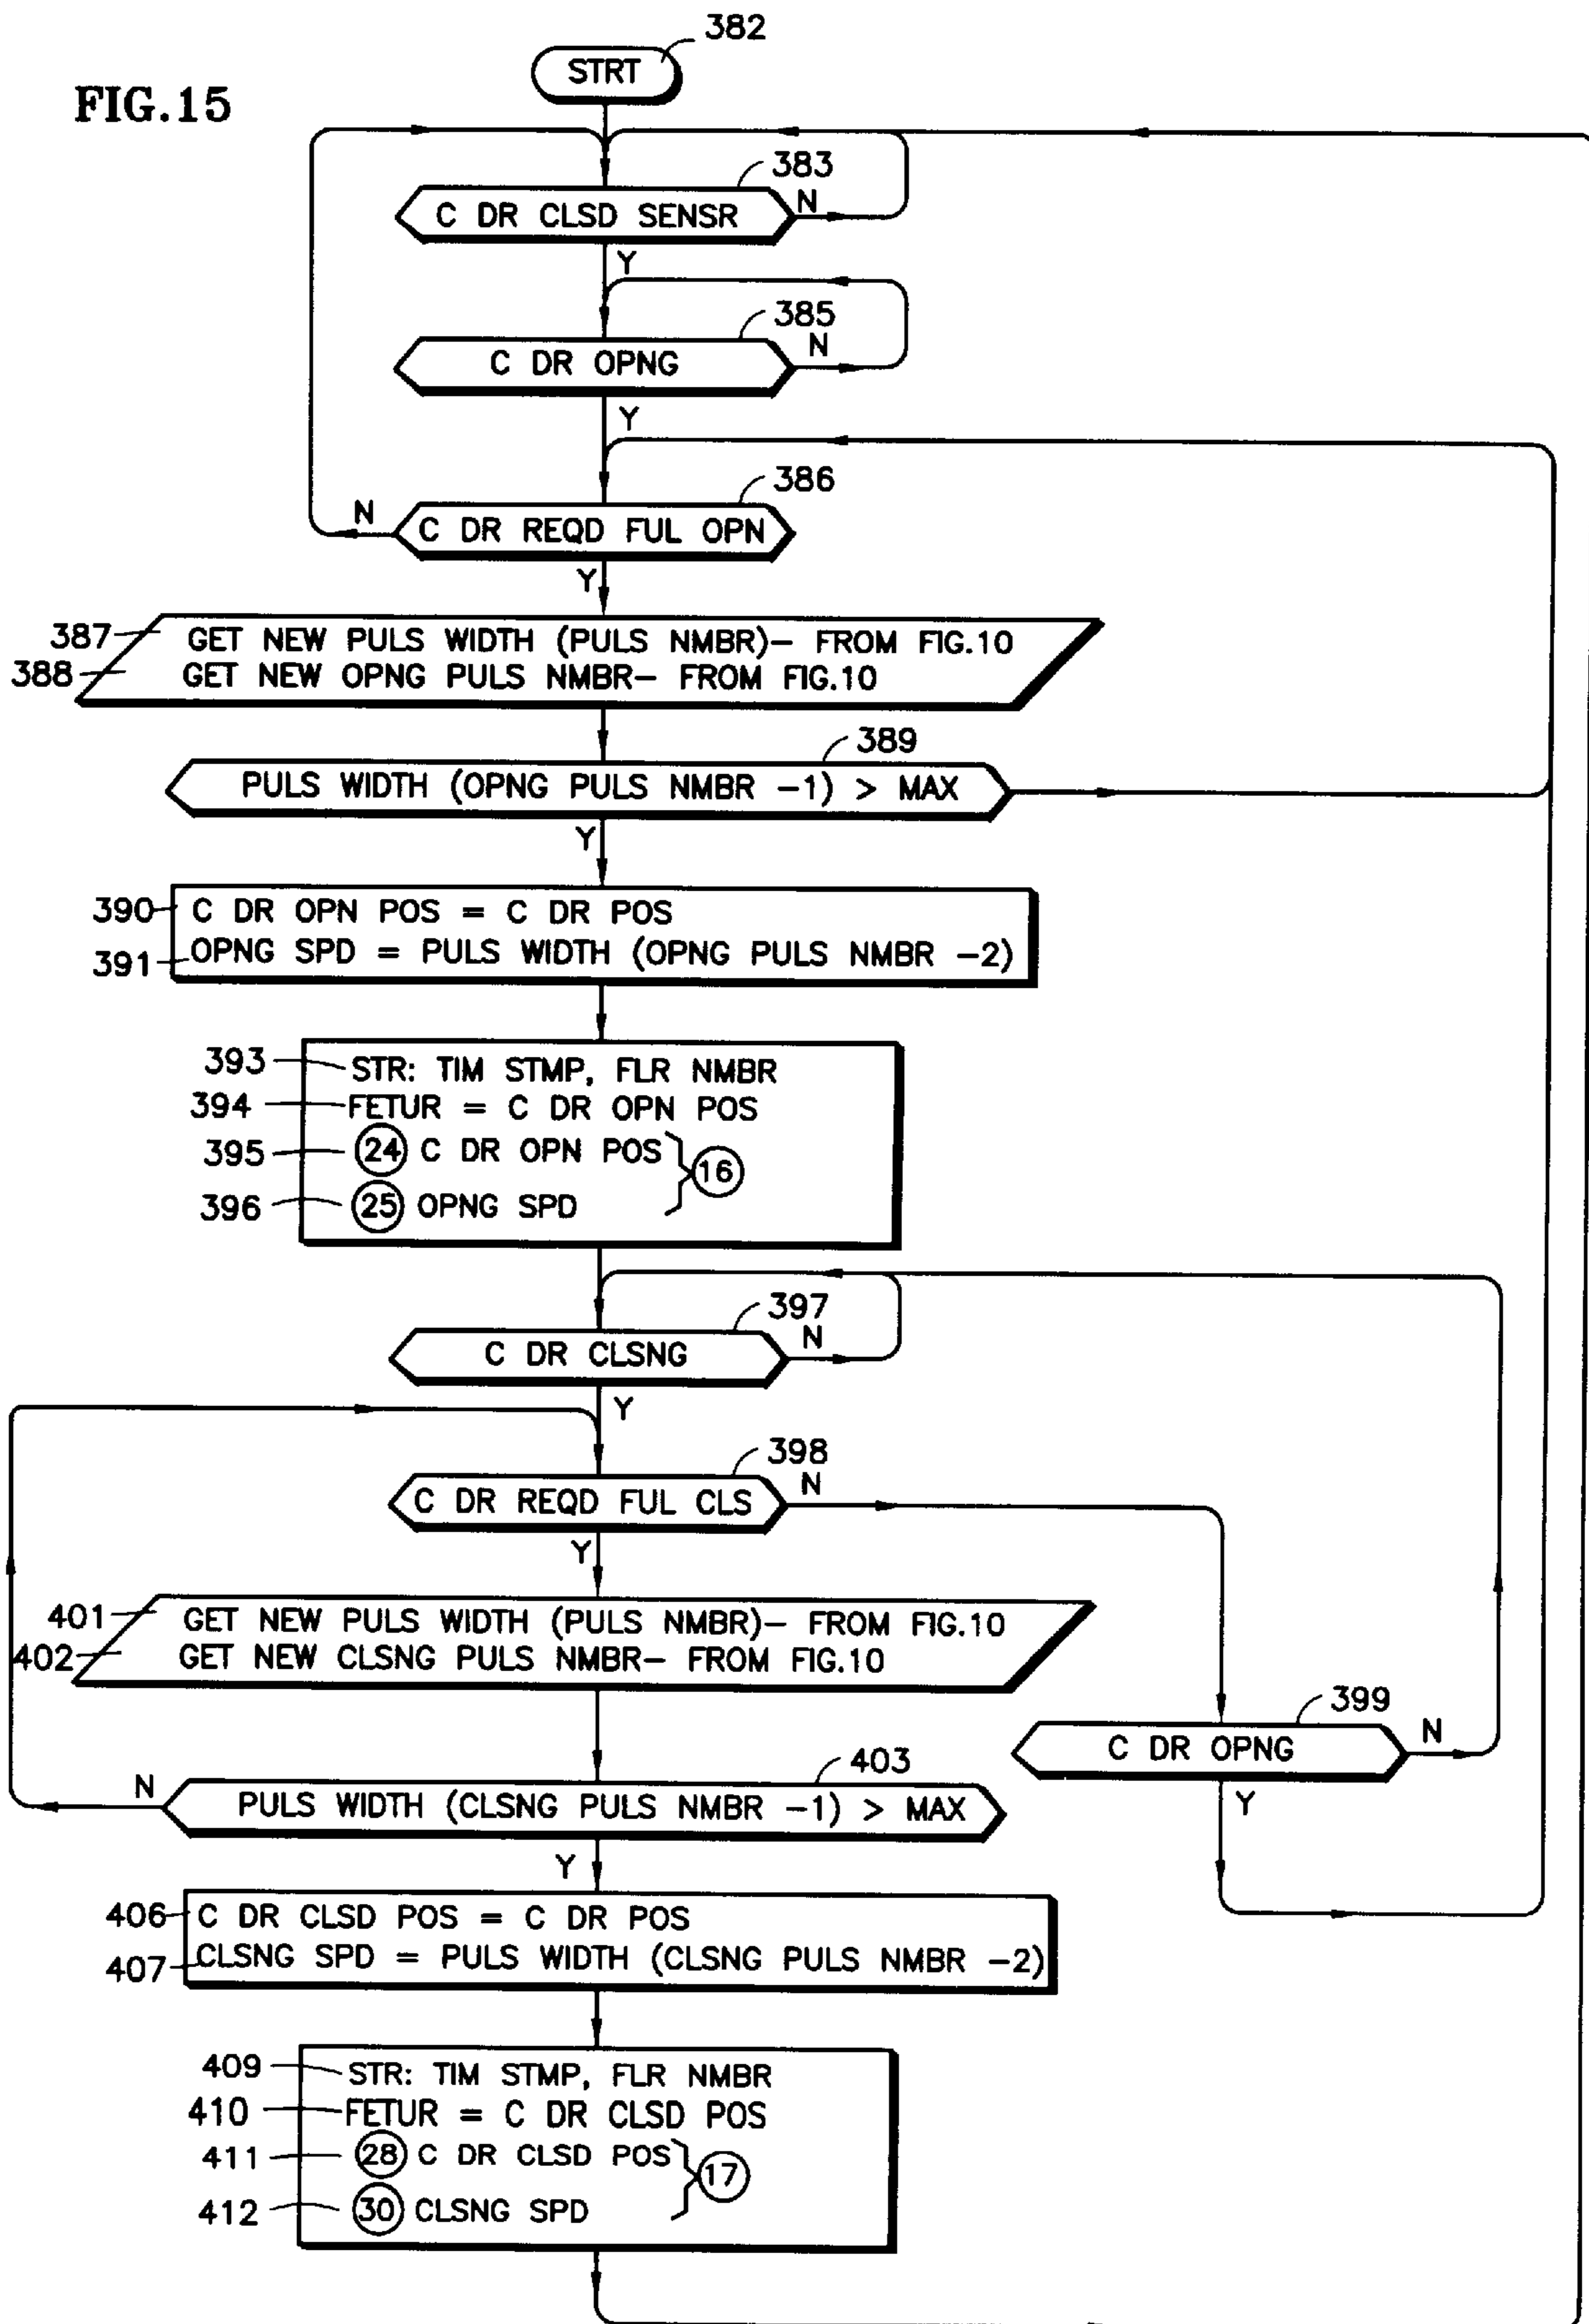 382
STRT
FIG.15
383
C DR CLSD SENSR N
Y
385
C DR OPNG N
Y
386
N C DR REQD FUL OPN
Y
387 GET NEW PULS WIDTH (PULS NMBR)– FROM FIG.10
388 GET NEW OPNG PULS NMBR– FROM FIG.10
389
PULS WIDTH (OPNG PULS NMBR –1) > MAX
Y
390 C DR OPN POS = C DR POS
391 OPNG SPD = PULS WIDTH (OPNG PULS NMBR –2)
393 STR: TIM STMP, FLR NMBR
394 FETUR = C DR OPN POS
395 24 C DR OPN POS
16
396 25 OPNG SPD
397
C DR CLSNG N
Y
398
C DR REQD FUL CLS N
Y
401 GET NEW PULS WIDTH (PULS NMBR)– FROM FIG.10
402 GET NEW CLSNG PULS NMBR– FROM FIG.10
399
C DR OPNG N
Y
403
N PULS WIDTH (CLSNG PULS NMBR –1) > MAX
Y
406 C DR CLSD POS = C DR POS
407 CLSNG SPD = PULS WIDTH (CLSNG PULS NMBR –2)
409 STR: TIM STMP, FLR NMBR
410 FETUR = C DR CLSD POS
411 28 C DR CLSD POS
17
412 30 CLSNG SPD